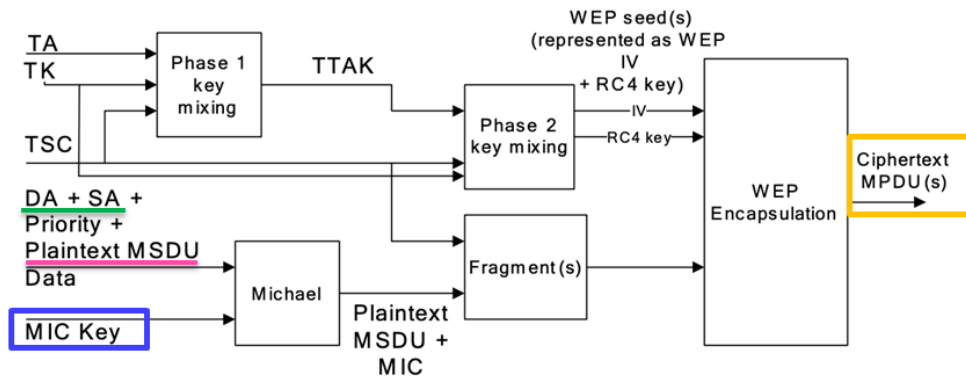 TA
TK
TSC
Phase 1
key
mixing
TTAK
WEP seed(s)
(represented as WEP
IV
+ RC4 key)
IV
RC4 key
Phase 2
key mixing
DA + SA +
Priority +
Plaintext MSDU
Data
MIC Key
Michael
Plaintext
MSDU +
MIC
Fragment(s)
WEP
Encapsulation
Ciphertext
MPDU(s)